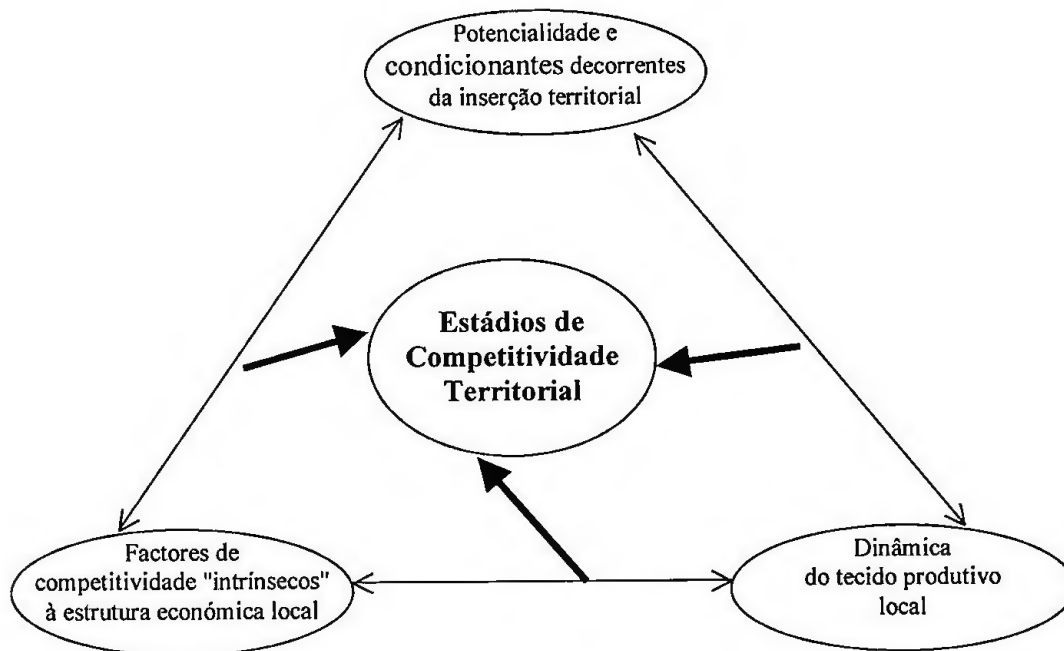 Potencialidade e
condicionantes decorrentes
da inserção territorial
Estádios de
Competitividade
Territorial
Factores de
competitividade "intrínsecos"
à estrutura económica local
Dinâmica
do tecido produtivo
local